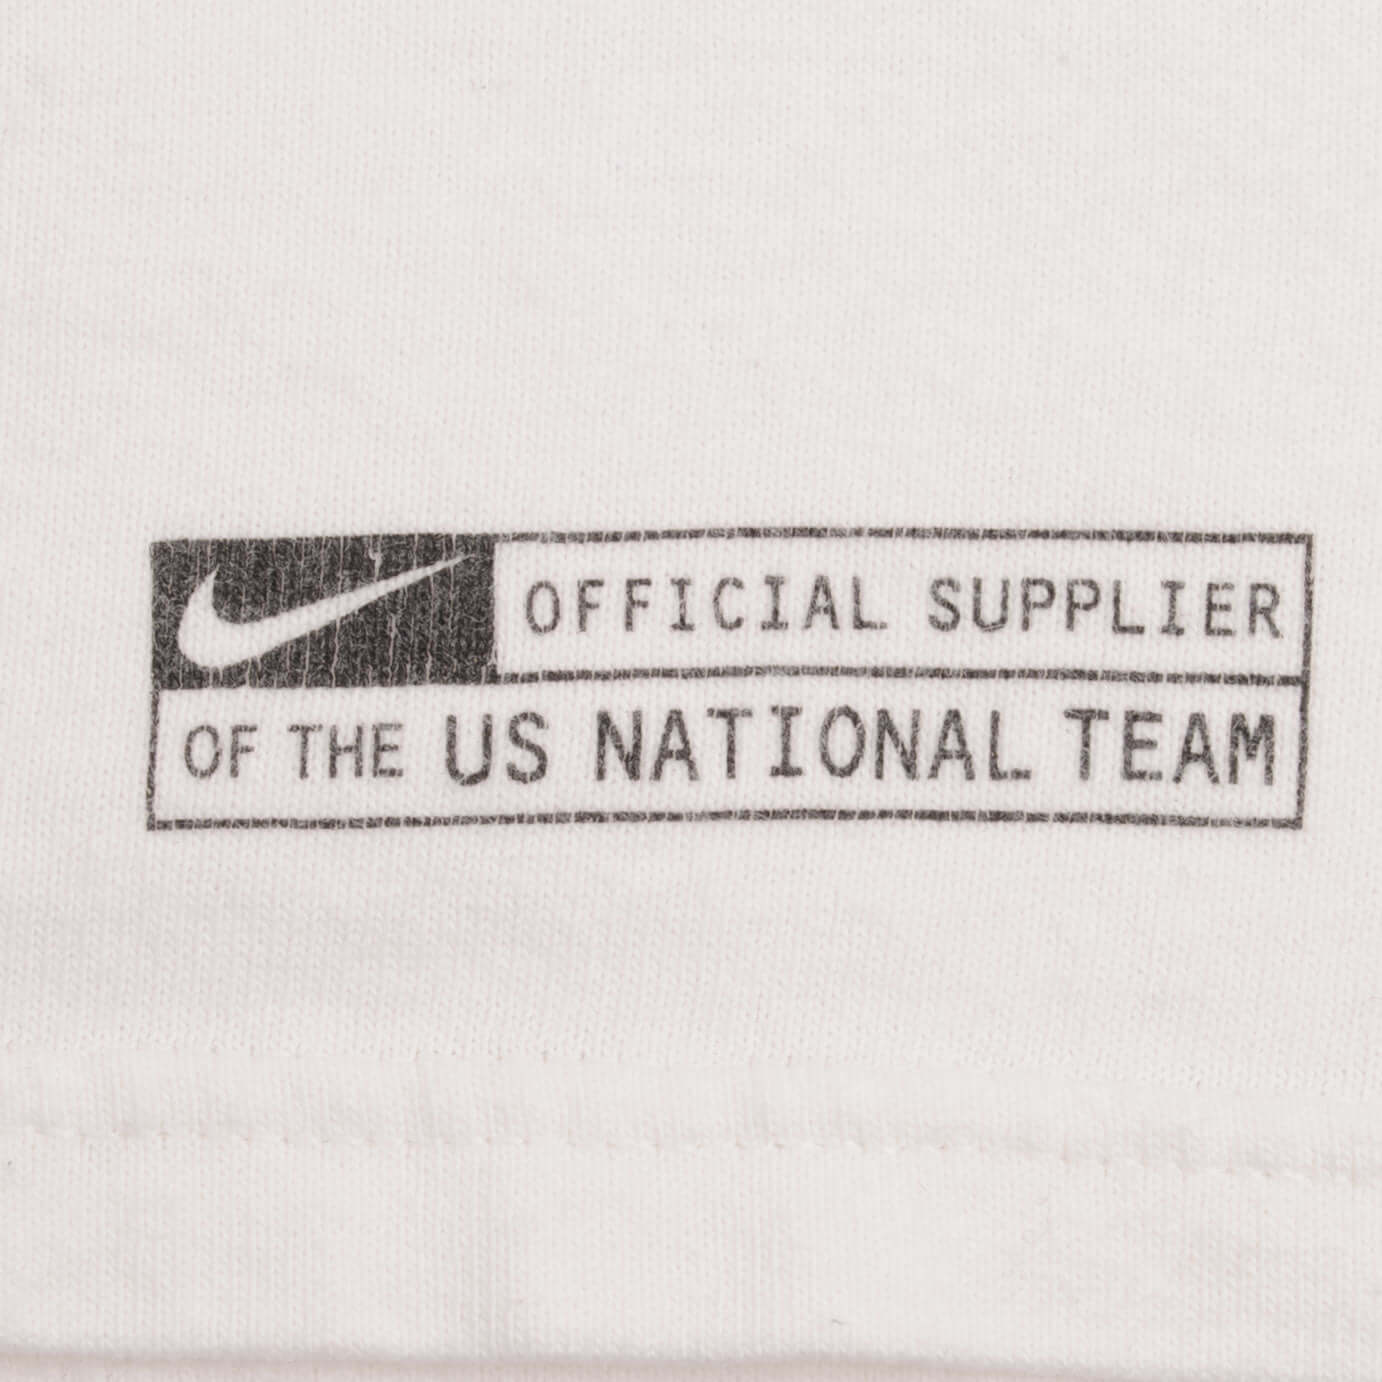 OFFICIAL SUPPLIER
OF THE US NATIONAL TEAM